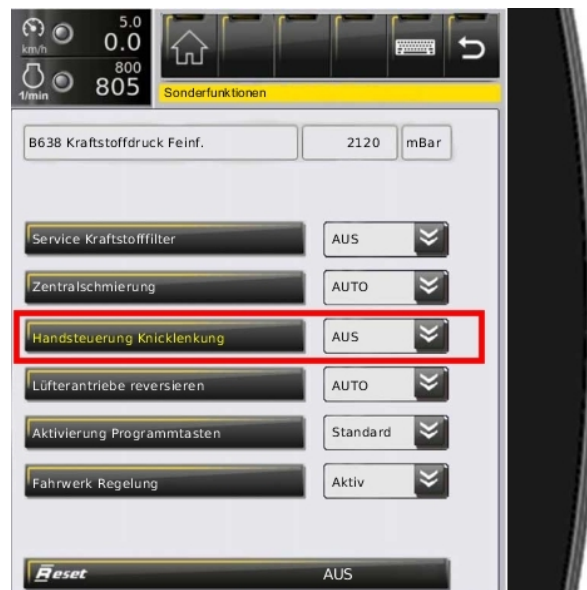 5.0
km/h 0.0
800
1/min 805
Sonderfunktionen
B638 Kraftstoffdruck Feinf. 2120 mBar
Service Kraftstofffilter AUS
Zentralschmierung AUTO
Handsteuerung Knicklenkung AUS
Lüfterantriebe reversieren AUTO
Aktivierung Programmtasten Standard
Fahrwerk Regelung Aktiv
Reset AUS